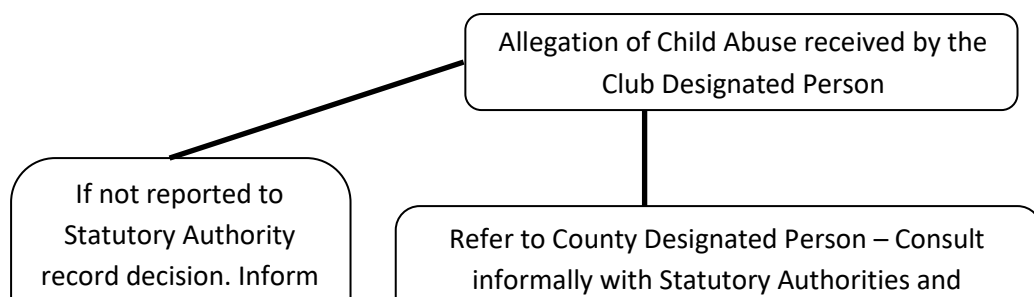 Allegation of Child Abuse received by the
Club Designated Person
If not reported to
Statutory Authority
record decision. Inform
Refer to County Designated Person – Consult
informally with Statutory Authorities and